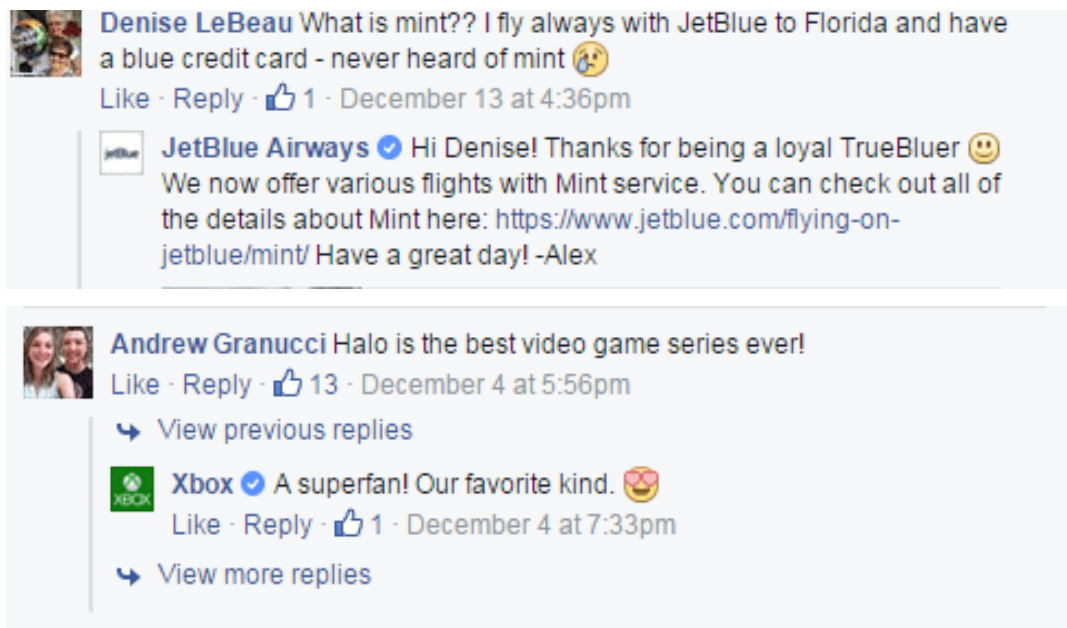 Denise LeBeau What is mint?? I fly always with JetBlue to Florida and have
a blue credit card - never heard of mint
Like · Reply · 1 · December 13 at 4:36pm
jetBlue
JetBlue Airways Hi Denise! Thanks for being a loyal TrueBluer
We now offer various flights with Mint service. You can check out all of
the details about Mint here: https://www.jetblue.com/flying-on-
jetblue/mint/ Have a great day! -Alex
Andrew Granucci Halo is the best video game series ever!
Like · Reply · 13 · December 4 at 5:56pm
View previous replies
XBOX
Xbox A superfan! Our favorite kind.
Like · Reply · 1 · December 4 at 7:33pm
View more replies